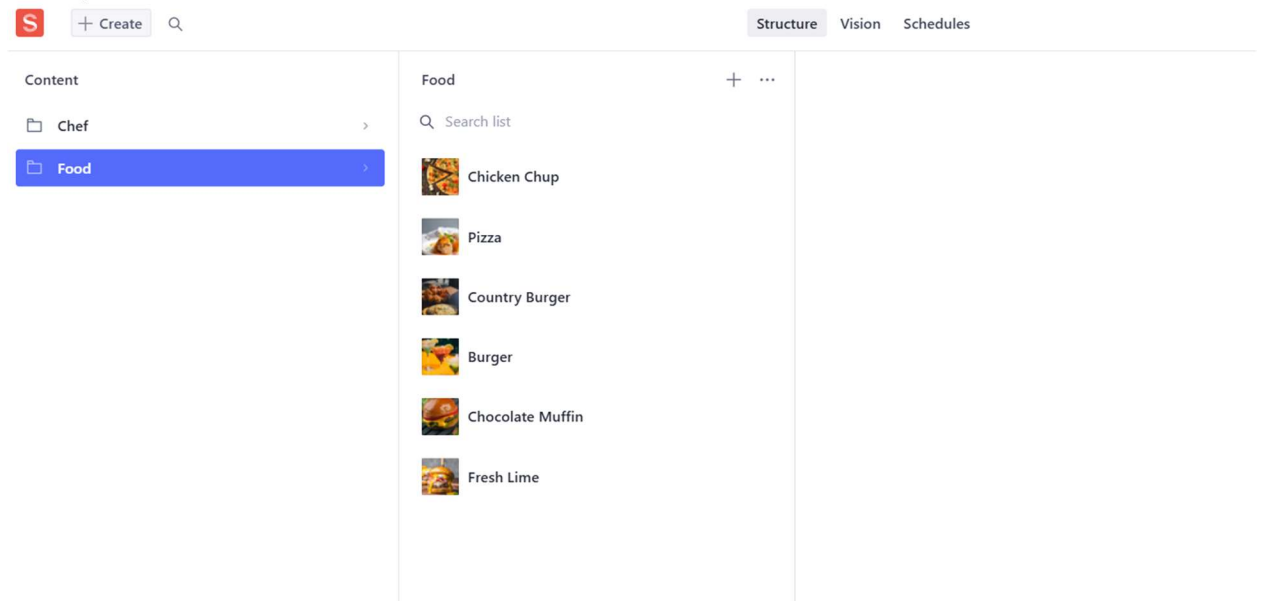 S
Create
Structure
Vision
Schedules
Content
Chef
Food
Food
Search list
Chicken Chup
Pizza
Country Burger
Burger
Chocolate Muffin
Fresh Lime